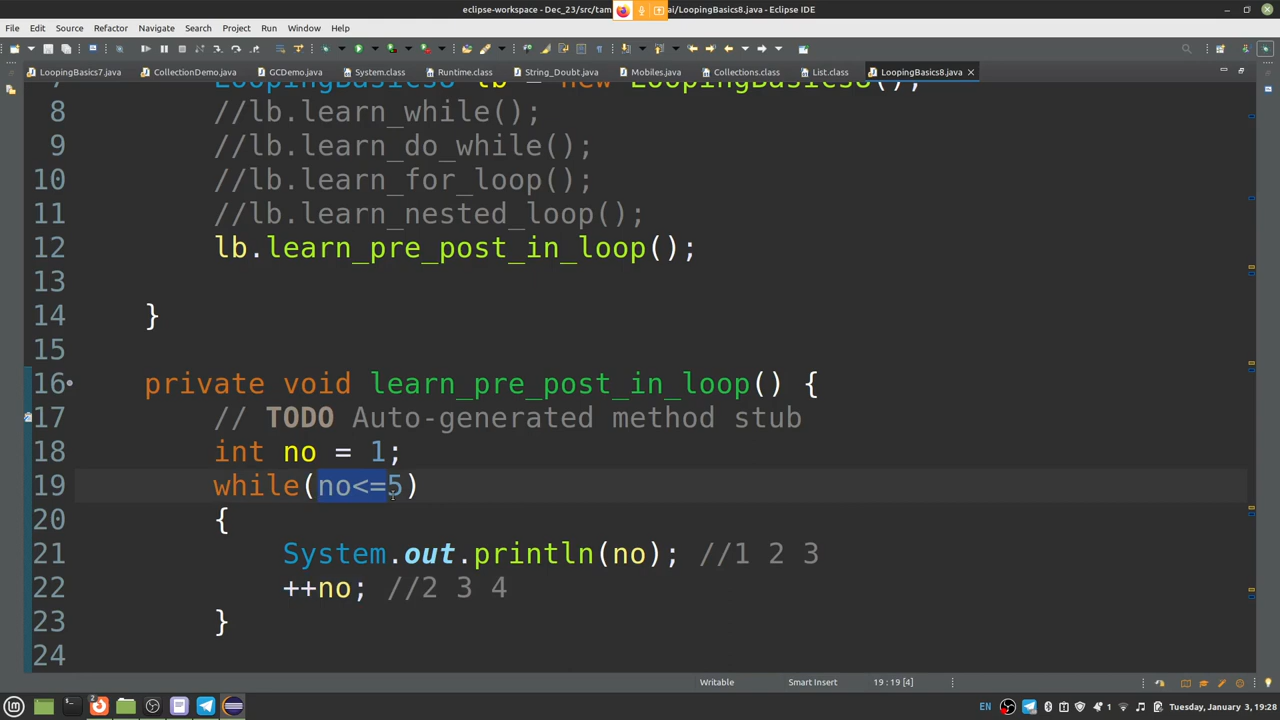 eclipse-workspace - Dec_23/src/tam
ai/LoopingBasics8.java - Eclipse IDE
File Edit Source Refactor Navigate Search Project Run Window Help
LoopingBasics7.java CollectionDemo.java GCDemo.java System.class Runtime.class String_Doubt.java Mobiles.java Collections.class List.class LoopingBasics8.java
7 LoopingBasics8 lb = new LoopingBasics8();
8 //lb.learn_while();
9 //lb.learn_do_while();
10 //lb.learn_for_loop();
11 //lb.learn_nested_loop();
12 lb.learn_pre_post_in_loop();
13
14 }
15
16 private void learn_pre_post_in_loop() {
17 // TODO Auto-generated method stub
18 int no = 1;
19 while(no<=5)
20 {
21 System.out.println(no); //1 2 3
22 ++no; //2 3 4
23 }
24
Writable Smart Insert 19 : 19 [4]
2 EN 1 Tuesday, January 3, 19:28